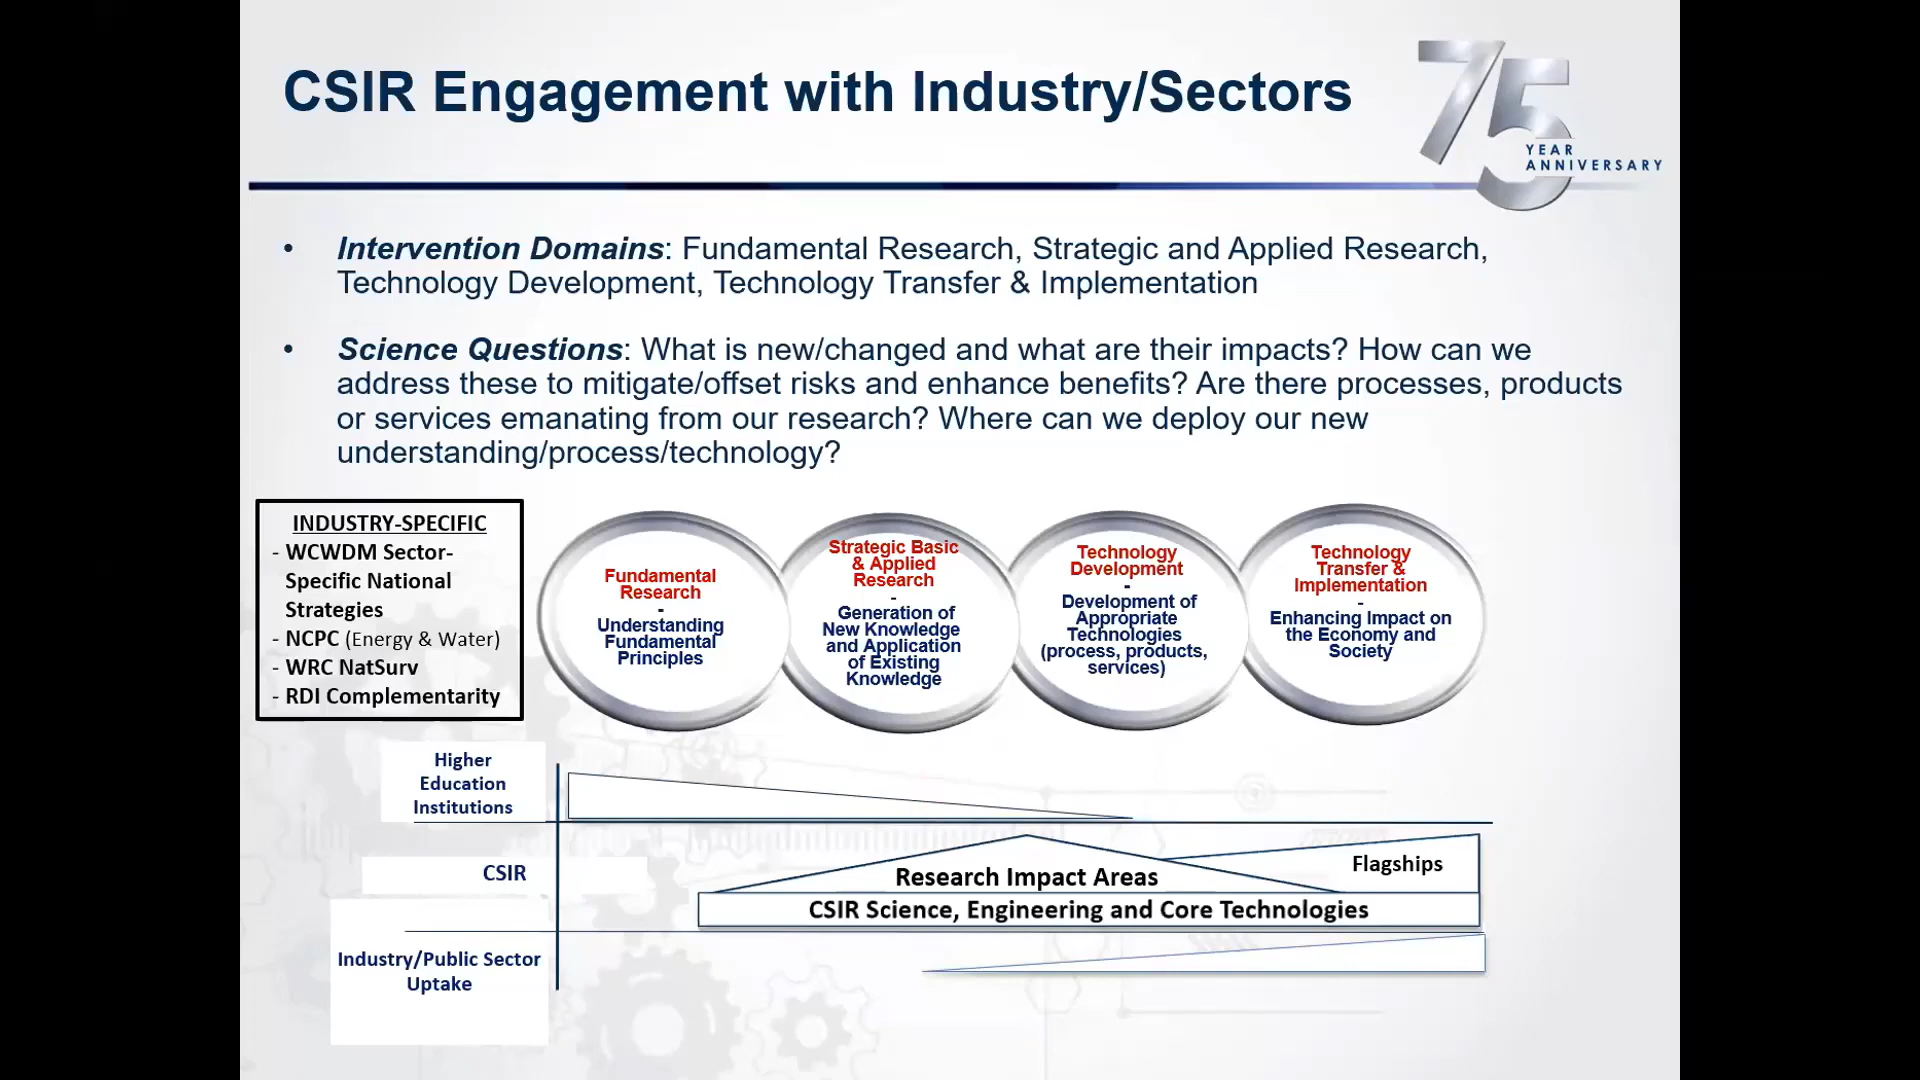 CSIR Engagement with Industry/Sectors
75
YEAR
ANNIVERSARY
• Intervention Domains: Fundamental Research, Strategic and Applied Research,
Technology Development, Technology Transfer & Implementation
• Science Questions: What is new/changed and what are their impacts? How can we
address these to mitigate/offset risks and enhance benefits? Are there processes, products
or services emanating from our research? Where can we deploy our new
understanding/process/technology?
INDUSTRY-SPECIFIC
- WCWDM Sector-
Specific National
Strategies
- NCPC (Energy & Water)
- WRC NatSurv
- RDI Complementarity
Fundamental
Research
-
Understanding
Fundamental
Principles
Strategic Basic
& Applied
Research
-
Generation of
New Knowledge
and Application
of Existing
Knowledge
Technology
Development
-
Development of
Appropriate
Technologies
(process, products,
services)
Technology
Transfer &
Implementation
-
Enhancing Impact on
the Economy and
Society
Higher
Education
Institutions
CSIR
Research Impact Areas
Flagships
CSIR Science, Engineering and Core Technologies
Industry/Public Sector
Uptake